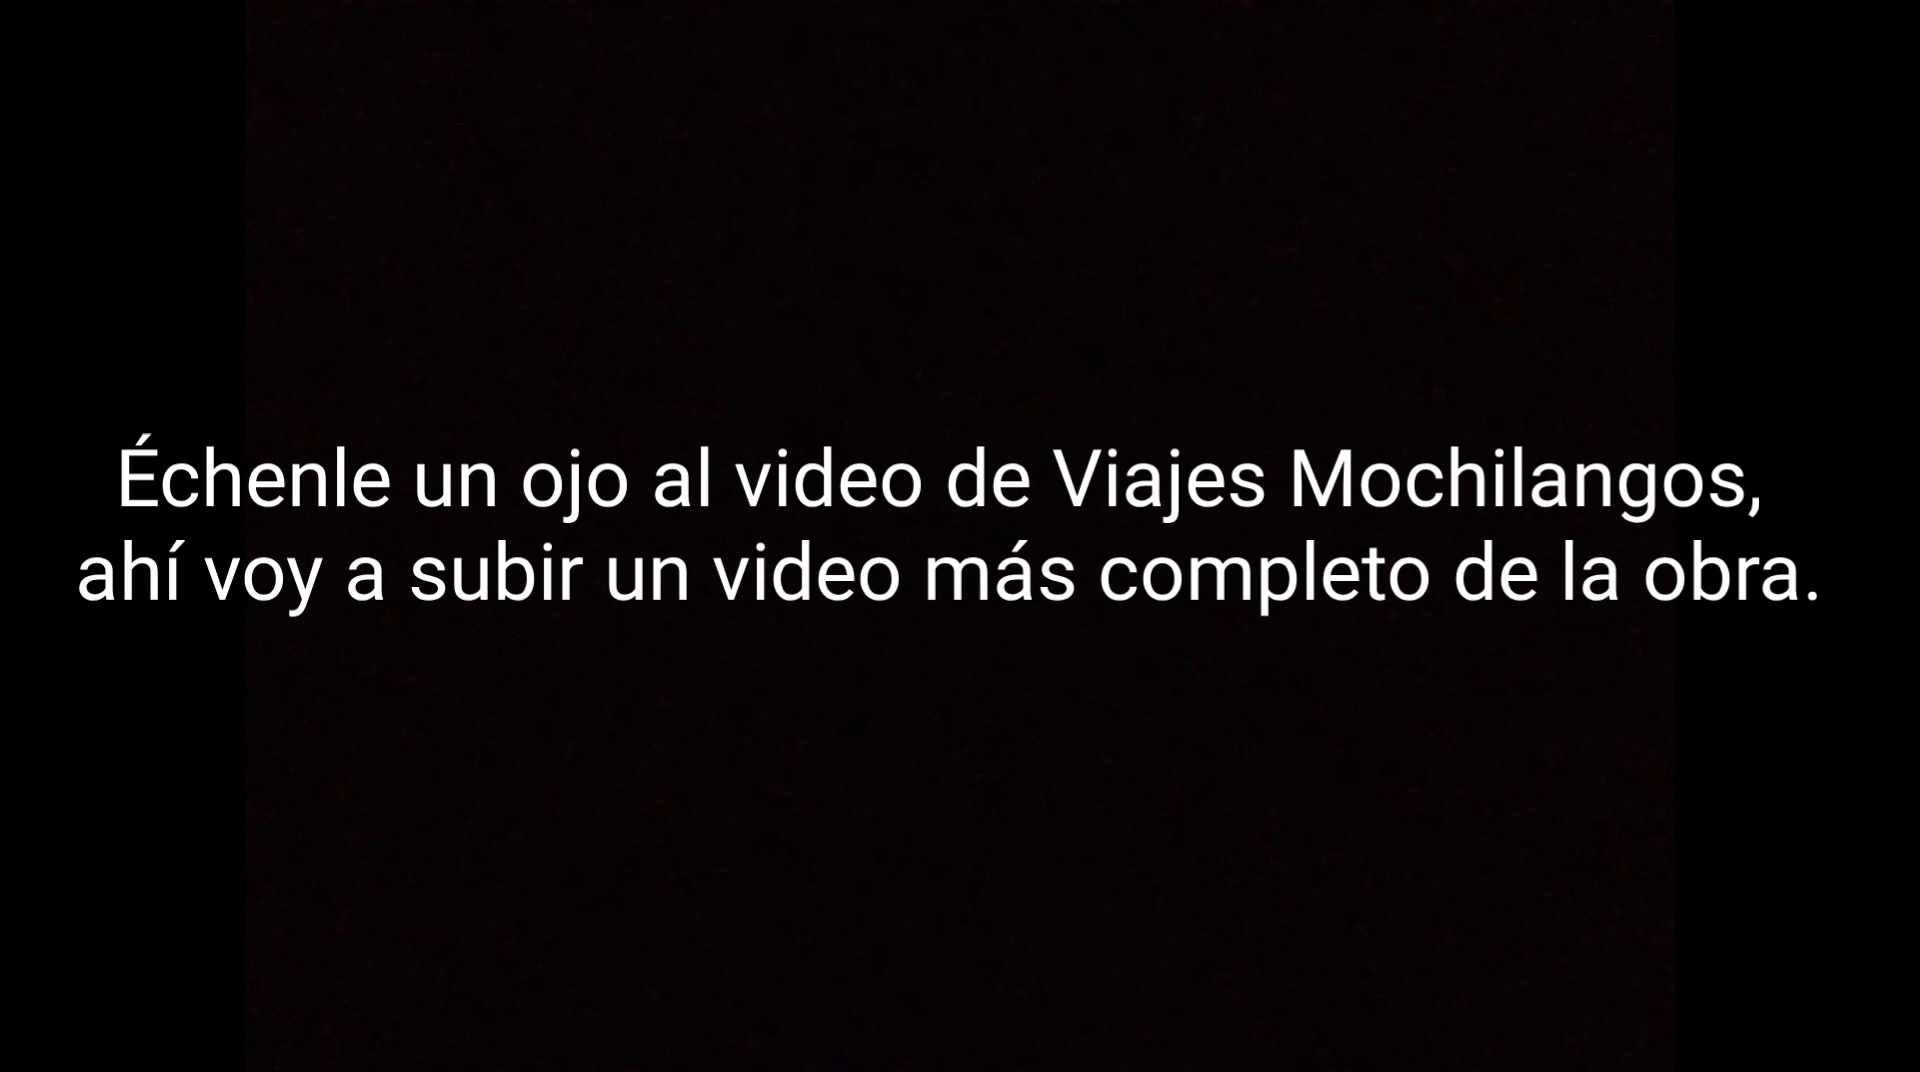 Échenle un ojo al video de Viajes Mochilangos,
ahí voy a subir un video más completo de la obra.